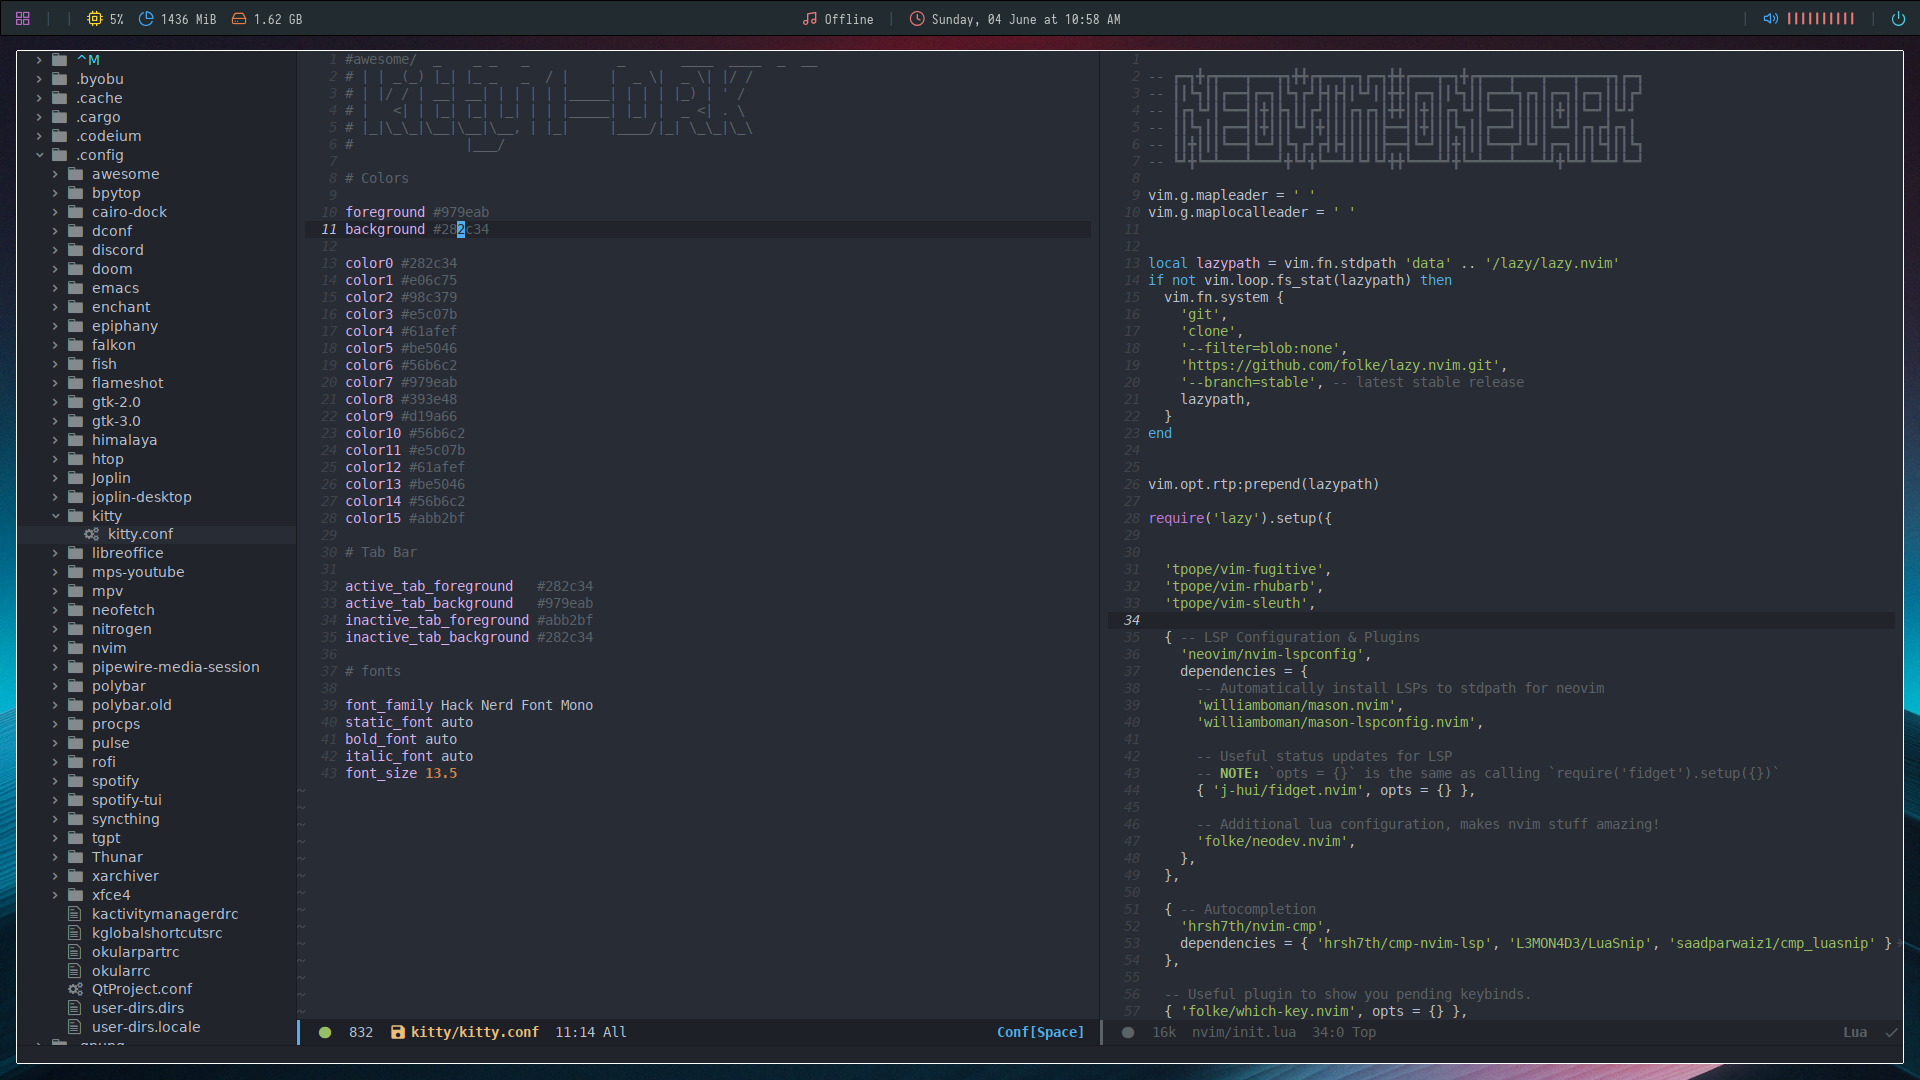 5% 1436 MiB 1.62 GB
Offline
Sunday, 04 June at 10:58 AM
^M
.byobu
.cache
.cargo
.codeium
.config
awesome
bpytop
cairo-dock
dconf
discord
doom
emacs
enchant
epiphany
falkon
fish
flameshot
gtk-2.0
gtk-3.0
himalaya
htop
Joplin
joplin-desktop
kitty
kitty.conf
libreoffice
mps-youtube
mpv
neofetch
nitrogen
nvim
pipewire-media-session
polybar
polybar.old
procps
pulse
rofi
spotify
spotify-tui
syncthing
tgpt
Thunar
xarchiver
xfce4
kactivitymanagerdrc
kglobalshortcutsrc
okularpartrc
okularrc
QtProject.conf
user-dirs.dirs
user-dirs.locale
1 #awesome/
2 #
3 #
4 #
5 #
6 #
7
8 # Colors
9
10 foreground #979eab
11 background #282c34
12
13 color0 #282c34
14 color1 #e06c75
15 color2 #98c379
16 color3 #e5c07b
17 color4 #61afef
18 color5 #be5046
19 color6 #56b6c2
20 color7 #979eab
21 color8 #393e48
22 color9 #d19a66
23 color10 #56b6c2
24 color11 #e5c07b
25 color12 #61afef
26 color13 #be5046
27 color14 #56b6c2
28 color15 #abb2bf
29
30 # Tab Bar
31
32 active_tab_foreground #282c34
33 active_tab_background #979eab
34 inactive_tab_foreground #abb2bf
35 inactive_tab_background #282c34
36
37 # fonts
38
39 font_family Hack Nerd Font Mono
40 static_font auto
41 bold_font auto
42 italic_font auto
43 font_size 13.5
832 kitty/kitty.conf 11:14 All Conf[Space]
1
2 --
3 --
4 --
5 --
6 --
7 --
8
9 vim.g.mapleader = ' '
10 vim.g.maplocalleader = ' '
11
12
13 local lazypath = vim.fn.stdpath 'data' .. '/lazy/lazy.nvim'
14 if not vim.loop.fs_stat(lazypath) then
15 vim.fn.system {
16 'git',
17 'clone',
18 '--filter=blob:none',
19 'https://github.com/folke/lazy.nvim.git',
20 '--branch=stable', -- latest stable release
21 lazypath,
22 }
23 end
24
25
26 vim.opt.rtp:prepend(lazypath)
27
28 require('lazy').setup({
29
30
31 'tpope/vim-fugitive',
32 'tpope/vim-rhubarb',
33 'tpope/vim-sleuth',
34
35 { -- LSP Configuration & Plugins
36 'neovim/nvim-lspconfig',
37 dependencies = {
38 -- Automatically install LSPs to stdpath for neovim
39 'williamboman/mason.nvim',
40 'williamboman/mason-lspconfig.nvim',
41
42 -- Useful status updates for LSP
43 -- NOTE: `opts = {}` is the same as calling `require('fidget').setup({})`
44 { 'j-hui/fidget.nvim', opts = {} },
45
46 -- Additional lua configuration, makes nvim stuff amazing!
47 'folke/neodev.nvim',
48 },
49 },
50
51 { -- Autocompletion
52 'hrsh7th/nvim-cmp',
53 dependencies = { 'hrsh7th/cmp-nvim-lsp', 'L3MON4D3/LuaSnip', 'saadparwaiz1/cmp_luasnip' }
54 },
55
56 -- Useful plugin to show you pending keybinds.
57 { 'folke/which-key.nvim', opts = {} },
16k nvim/init.lua 34:0 Top Lua